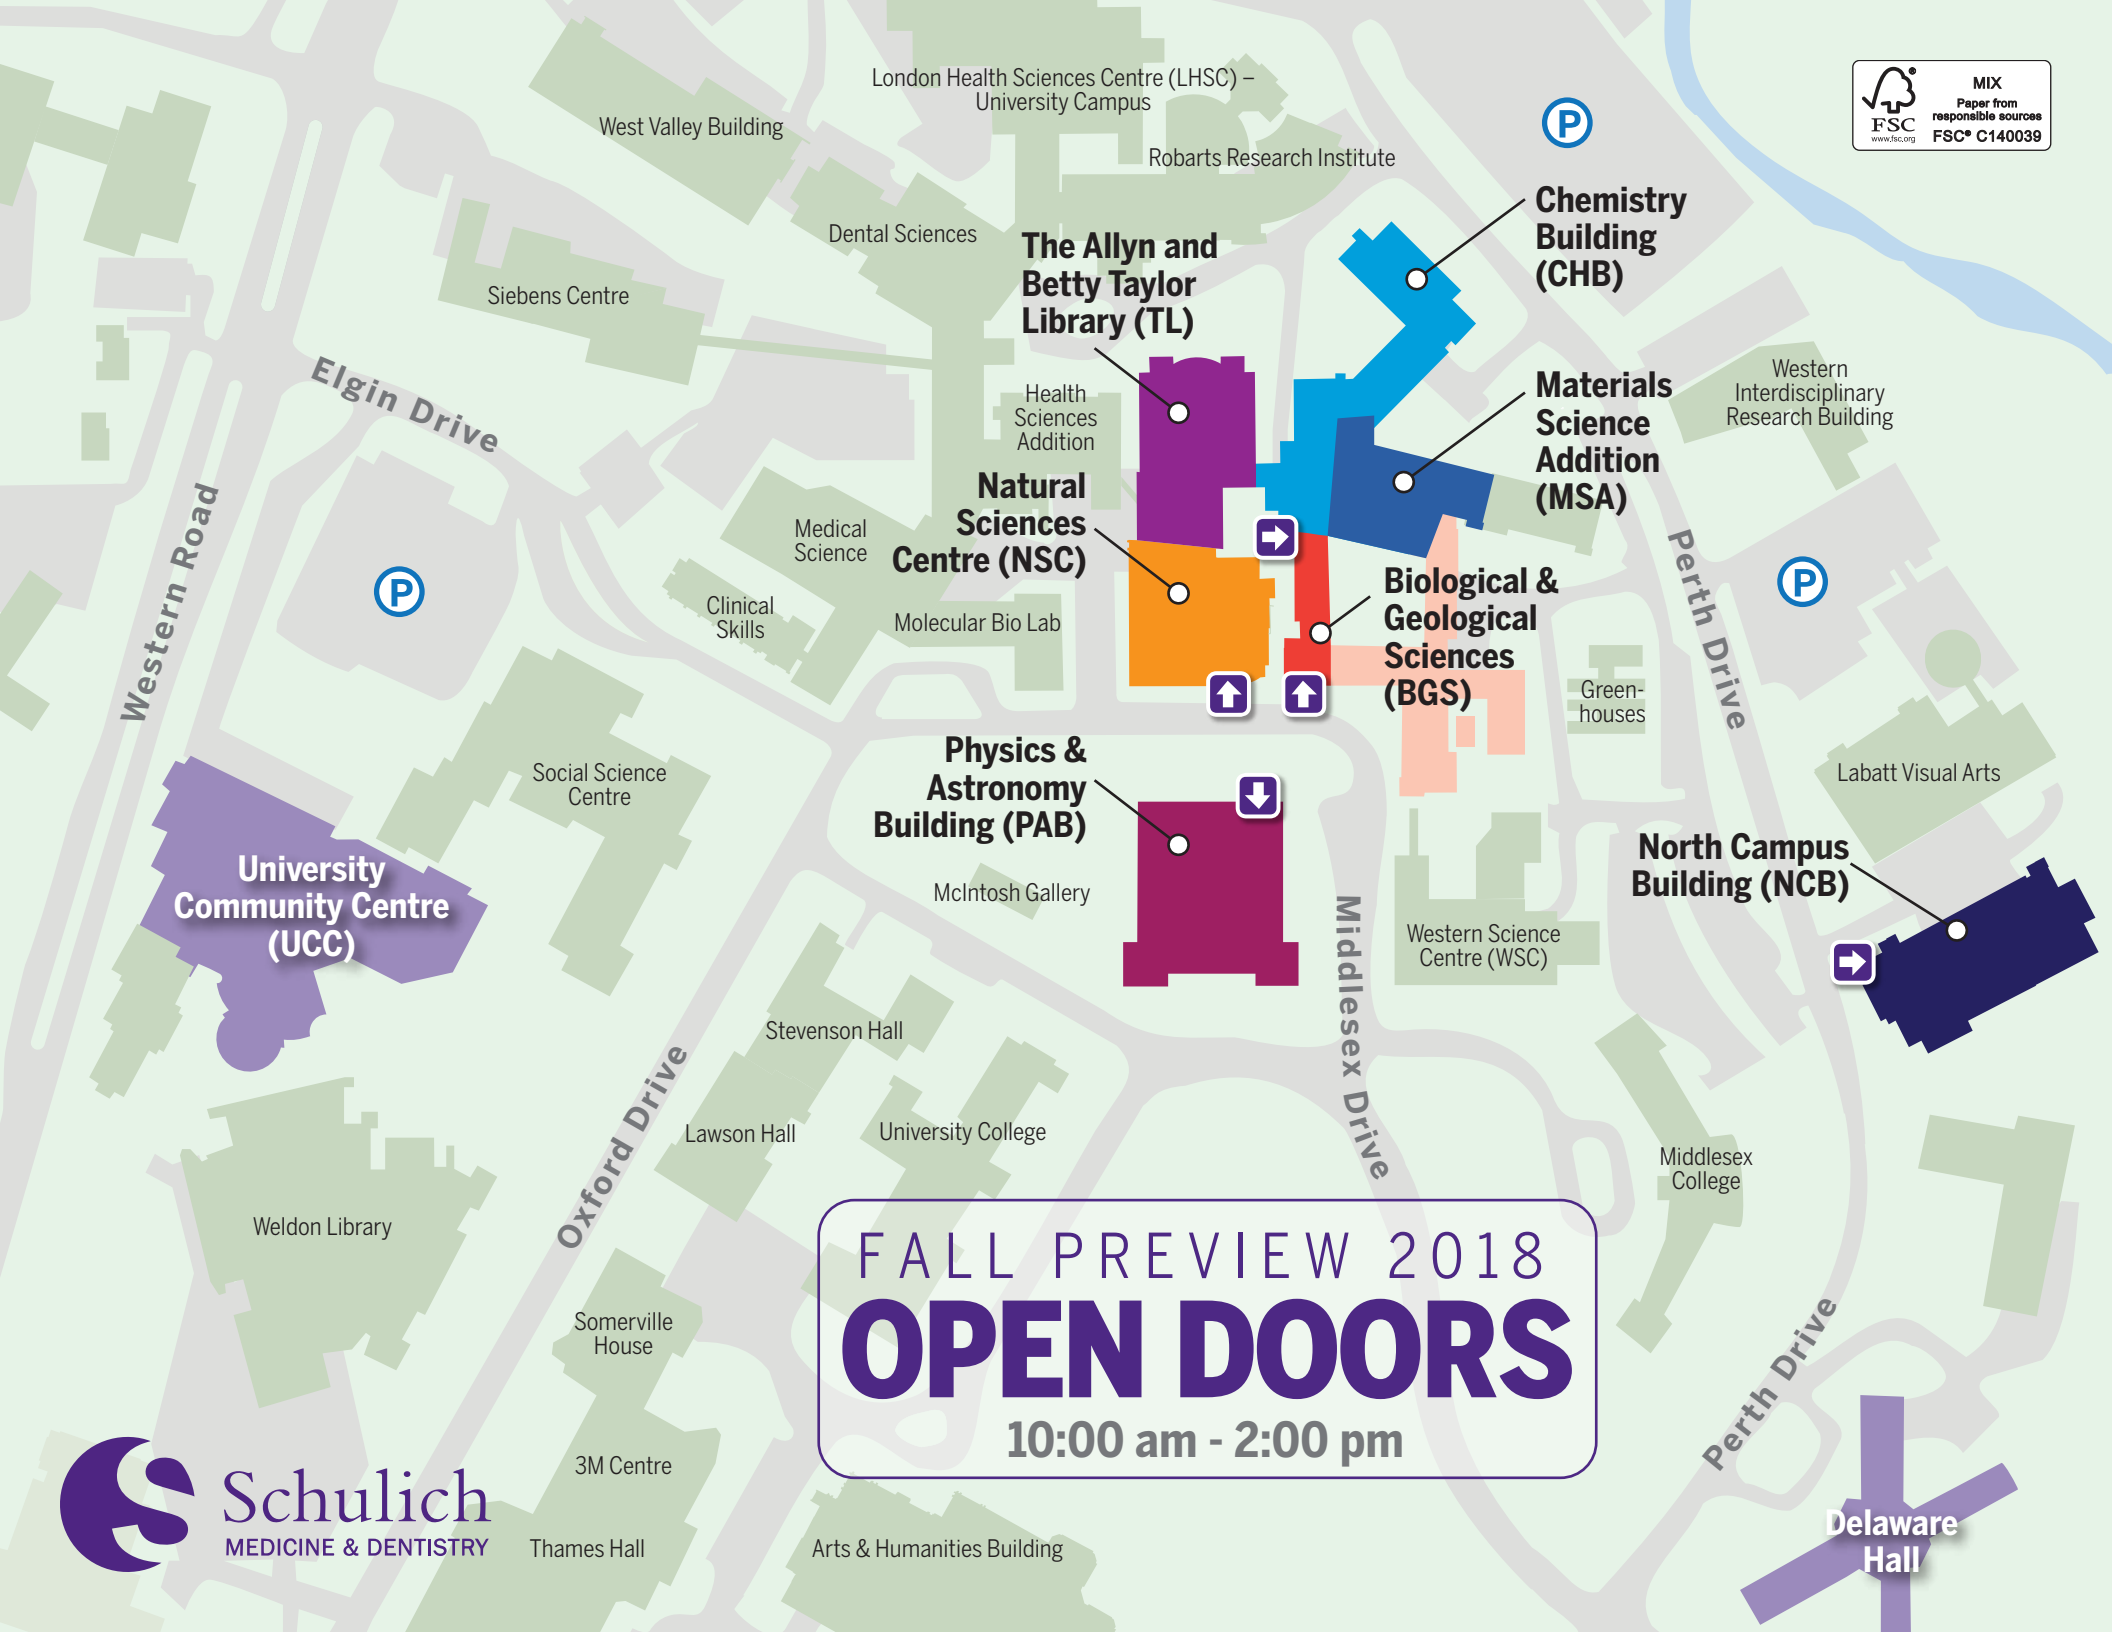 London Health Sciences Centre (LHSC) –
University Campus
West Valley Building
Robarts Research Institute
P
FSC
®
www.fsc.org
MIX
Paper from
responsible sources
FSC® C140039
Chemistry
Building
(CHB)
Dental Sciences
The Allyn and
Betty Taylor
Library (TL)
Siebens Centre
Elgin Drive
Health
Sciences
Addition
Materials
Science
Addition
(MSA)
Western
Interdisciplinary
Research Building
Natural
Sciences
Centre (NSC)
Medical
Science
Western Road
P
Clinical
Skills
Molecular Bio Lab
Biological &
Geological
Sciences
(BGS)
Perth Drive
P
Green-
houses
Physics &
Astronomy
Building (PAB)
Social Science
Centre
Labatt Visual Arts
University
Community Centre
(UCC)
McIntosh Gallery
North Campus
Building (NCB)
Middlesex Drive
Western Science
Centre (WSC)
Stevenson Hall
Oxford Drive
Lawson Hall
University College
Middlesex
College
Weldon Library
FALL PREVIEW 2018
OPEN DOORS
10:00 am - 2:00 pm
Somerville
House
Perth Drive
3M Centre
Schulich
MEDICINE & DENTISTRY
Thames Hall
Arts & Humanities Building
Delaware
Hall